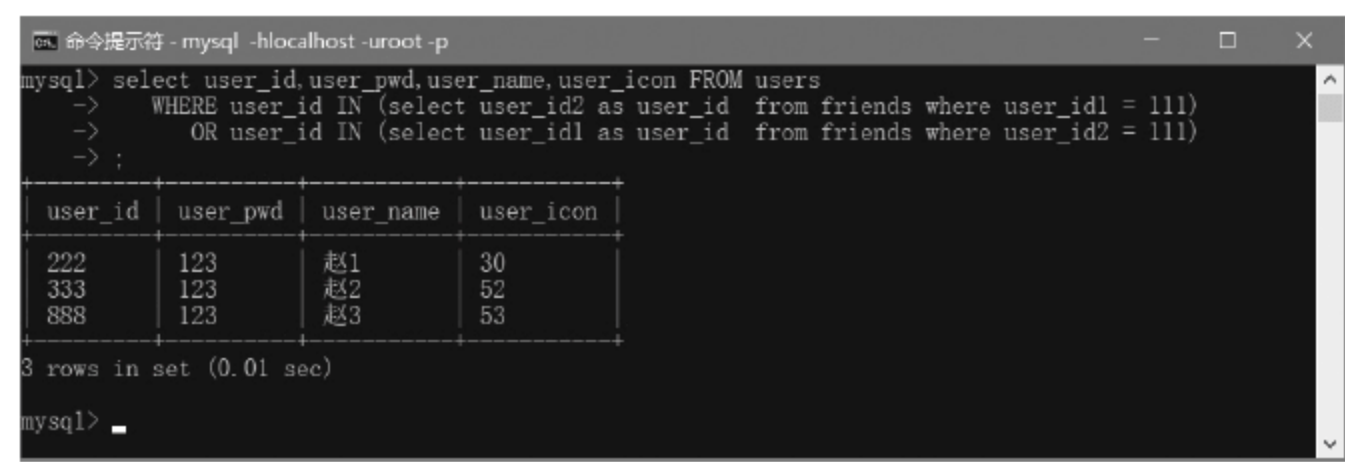 命令提示符 - mysql -hlocalhost -uroot -p
mysql> select user_id,user_pwd,user_name,user_icon FROM users
    ->    WHERE user_id IN (select user_id2 as user_id  from friends where user_id1 = 111)
    ->       OR user_id IN (select user_id1 as user_id  from friends where user_id2 = 111)
    -> ;
+---------+----------+-----------+-----------+
| user_id | user_pwd | user_name | user_icon |
+---------+----------+-----------+-----------+
| 222     | 123      | 赵1       | 30        |
| 333     | 123      | 赵2       | 52        |
| 888     | 123      | 赵3       | 53        |
+---------+----------+-----------+-----------+
3 rows in set (0.01 sec)
mysql>